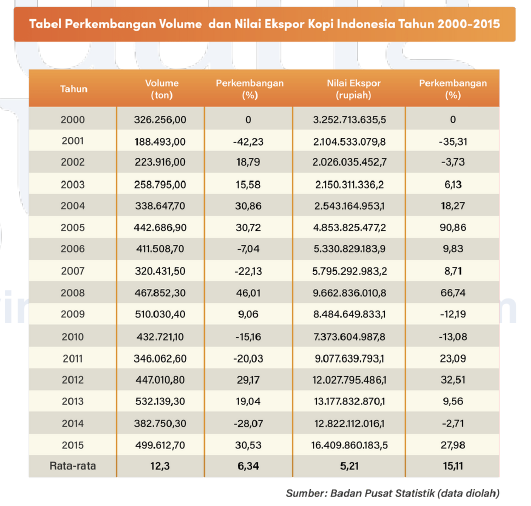 Tabel Perkembangan Volume dan Nilai Ekspor Kopi Indonesia Tahun 2000-2015
Tahun Volume (ton) Perkembangan (%) Nilai Ekspor (rupiah) Perkembangan (%)
2000 326.256,00 0 3.252.713.635,5 0
2001 188.493,00 -42,23 2.104.533.079,8 -35,31
2002 223.916,00 18,79 2.026.035.452,7 -3,73
2003 258.795,00 15,58 2.150.311.336,2 6,13
2004 338.647,70 30,86 2.543.164.953,1 18,27
2005 442.686,90 30,72 4.853.825.477,2 90,86
2006 411.508,70 -7,04 5.330.829.183,9 9,83
2007 320.431,50 -22,13 5.795.292.983,2 8,71
2008 467.852,30 46,01 9.662.836.010,8 66,74
2009 510.030,40 9,06 8.484.649.833,1 -12,19
2010 432.721,10 -15,16 7.373.604.987,8 -13,08
2011 346.062,60 -20,03 9.077.639.793,1 23,09
2012 447.010,80 29,17 12.027.795.486,1 32,51
2013 532.139,30 19,04 13.177.832.870,1 9,56
2014 382.750,30 -28,07 12.822.112.016,1 -2,71
2015 499.612,70 30,53 16.409.860.183,5 27,98
Rata-rata 12,3 6,34 5,21 15,11
Sumber: Badan Pusat Statistik (data diolah)